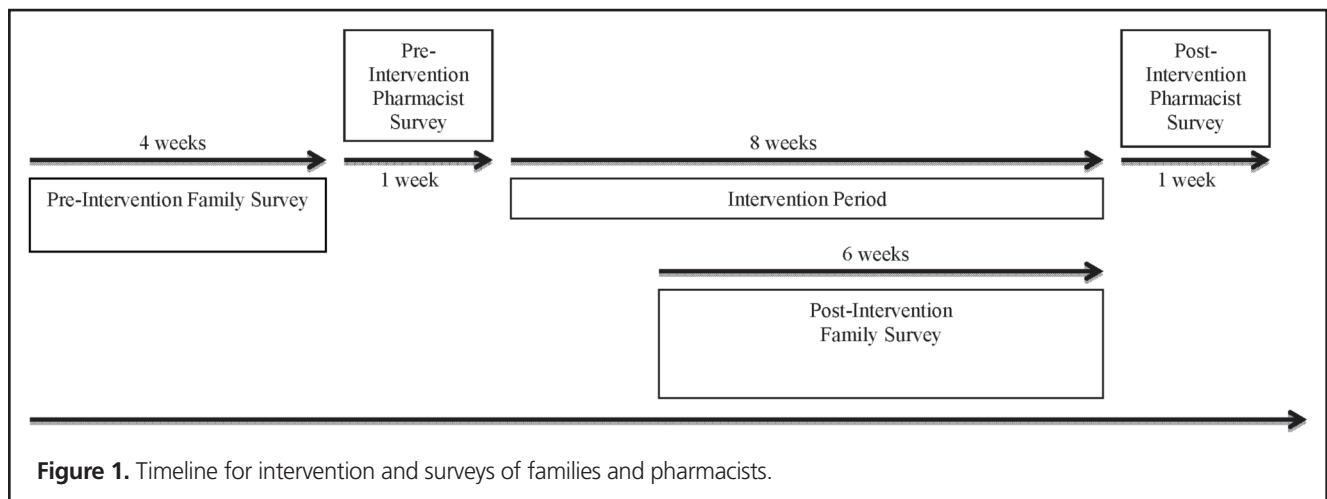 Pre-
Intervention
Pharmacist
Survey
Post-
Intervention
Pharmacist
Survey
4 weeks
1 week
8 weeks
1 week
Pre-Intervention Family Survey
Intervention Period
6 weeks
Post-Intervention
Family Survey
Figure 1. Timeline for intervention and surveys of families and pharmacists.